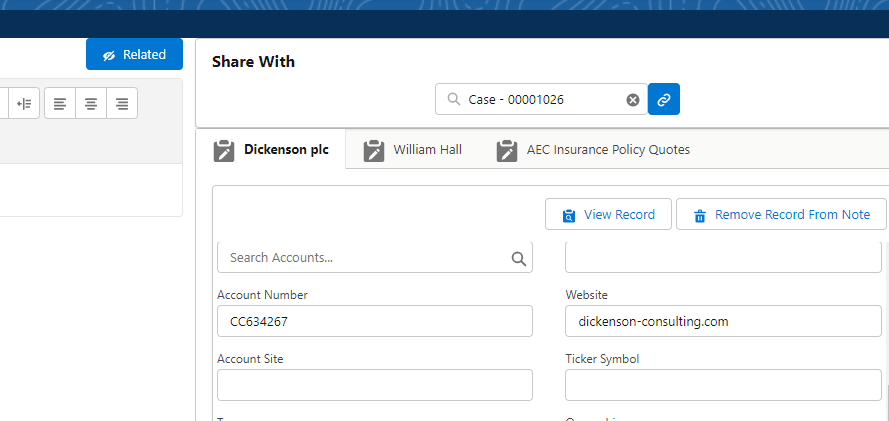 Related
Share With
Case - 00001026
Dickenson plc
William Hall
AEC Insurance Policy Quotes
View Record
Remove Record From Note
Search Accounts...
Account Number
Website
CC634267
dickenson-consulting.com
Account Site
Ticker Symbol